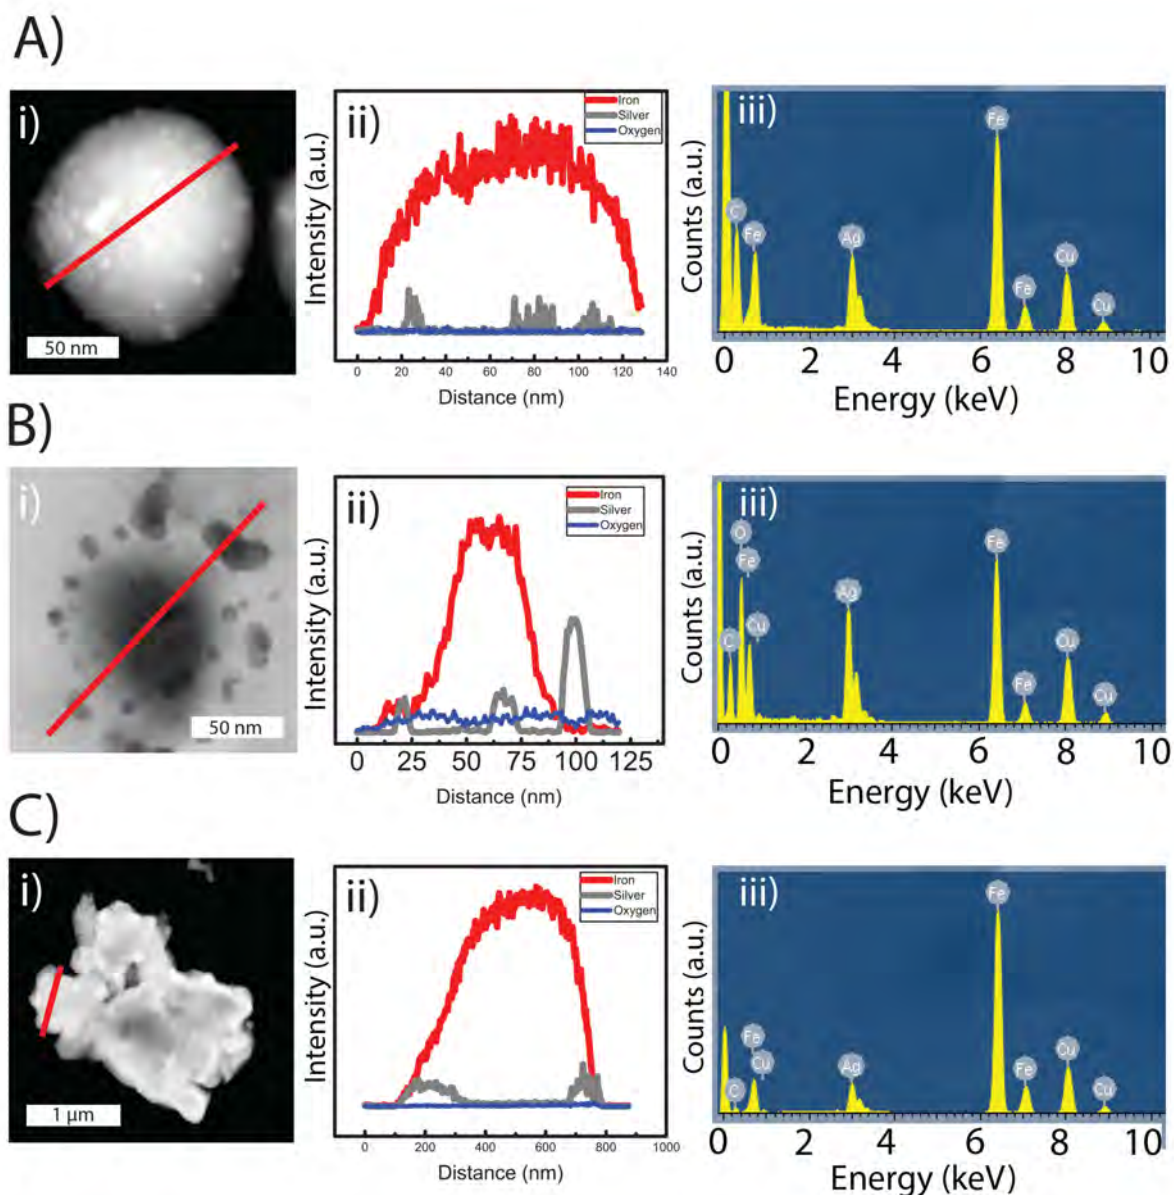 A)
i)
50 nm
ii)
Iron
Silver
Oxygen
Intensity (a.u.)
0 20 40 60 80 100 120 140
Distance (nm)
iii)
C
Fe
Ag
Fe
Fe
Cu
Cu
Counts (a.u.)
0 2 4 6 8 10
Energy (keV)
B)
i)
50 nm
ii)
Iron
Silver
Oxygen
Intensity (a.u.)
0 25 50 75 100 125
Distance (nm)
iii)
C
O
Fe
Cu
Ag
Fe
Fe
Cu
Cu
Counts (a.u.)
0 2 4 6 8 10
Energy (keV)
C)
i)
1 µm
ii)
Iron
Silver
Oxygen
Intensity (a.u.)
0 200 400 600 800 1000
Distance (nm)
iii)
C
Fe
Cu
Ag
Fe
Fe
Cu
Cu
Counts (a.u.)
0 2 4 6 8 10
Energy (keV)